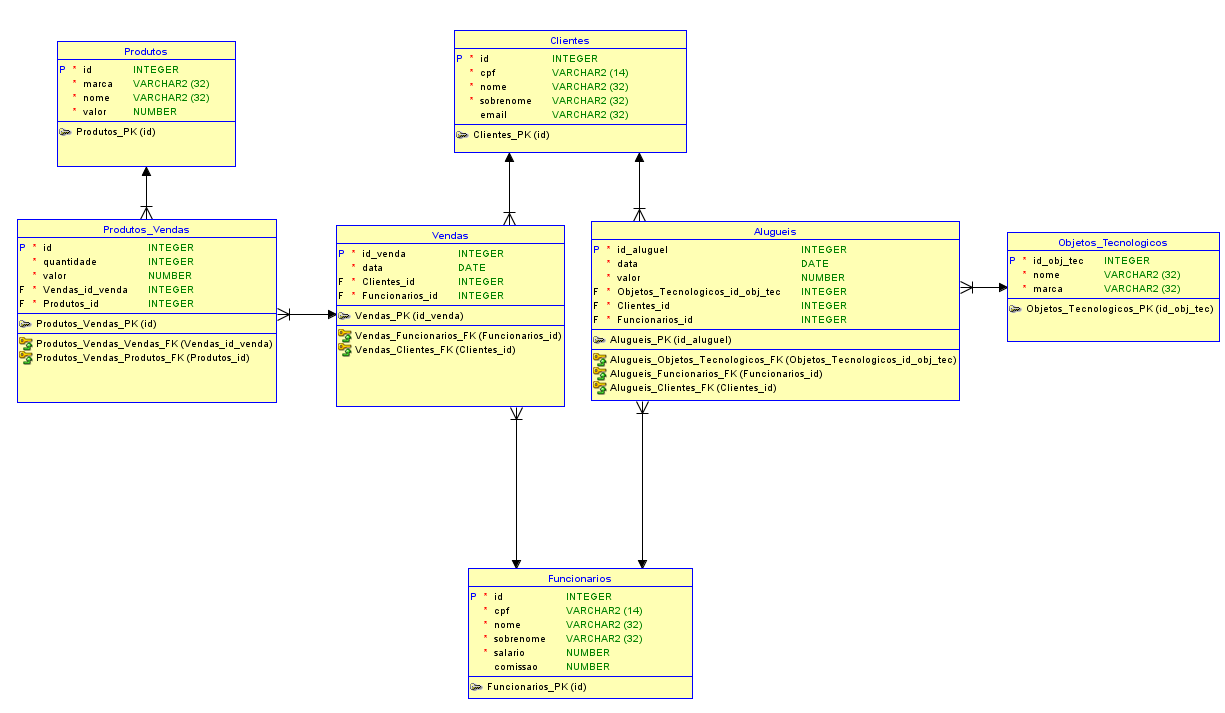 Produtos
P * id INTEGER
* marca VARCHAR2 (32)
* nome VARCHAR2 (32)
* valor NUMBER
Produtos_PK (id)
Clientes
P * id INTEGER
* cpf VARCHAR2 (14)
* nome VARCHAR2 (32)
* sobrenome VARCHAR2 (32)
email VARCHAR2 (32)
Clientes_PK (id)
Produtos_Vendas
P * id INTEGER
* quantidade INTEGER
* valor NUMBER
F * Vendas_id_venda INTEGER
F * Produtos_id INTEGER
Produtos_Vendas_PK (id)
Produtos_Vendas_Vendas_FK (Vendas_id_venda)
Produtos_Vendas_Produtos_FK (Produtos_id)
Vendas
P * id_venda INTEGER
* data DATE
F * Clientes_id INTEGER
F * Funcionarios_id INTEGER
Vendas_PK (id_venda)
Vendas_Funcionarios_FK (Funcionarios_id)
Vendas_Clientes_FK (Clientes_id)
Alugueis
P * id_aluguel INTEGER
* data DATE
* valor NUMBER
F * Objetos_Tecnologicos_id_obj_tec INTEGER
F * Clientes_id INTEGER
F * Funcionarios_id INTEGER
Alugueis_PK (id_aluguel)
Alugueis_Objetos_Tecnologicos_FK (Objetos_Tecnologicos_id_obj_tec)
Alugueis_Funcionarios_FK (Funcionarios_id)
Alugueis_Clientes_FK (Clientes_id)
Objetos_Tecnologicos
P * id_obj_tec INTEGER
* nome VARCHAR2 (32)
* marca VARCHAR2 (32)
Objetos_Tecnologicos_PK (id_obj_tec)
Funcionarios
P * id INTEGER
* cpf VARCHAR2 (14)
* nome VARCHAR2 (32)
* sobrenome VARCHAR2 (32)
* salario NUMBER
comissao NUMBER
Funcionarios_PK (id)